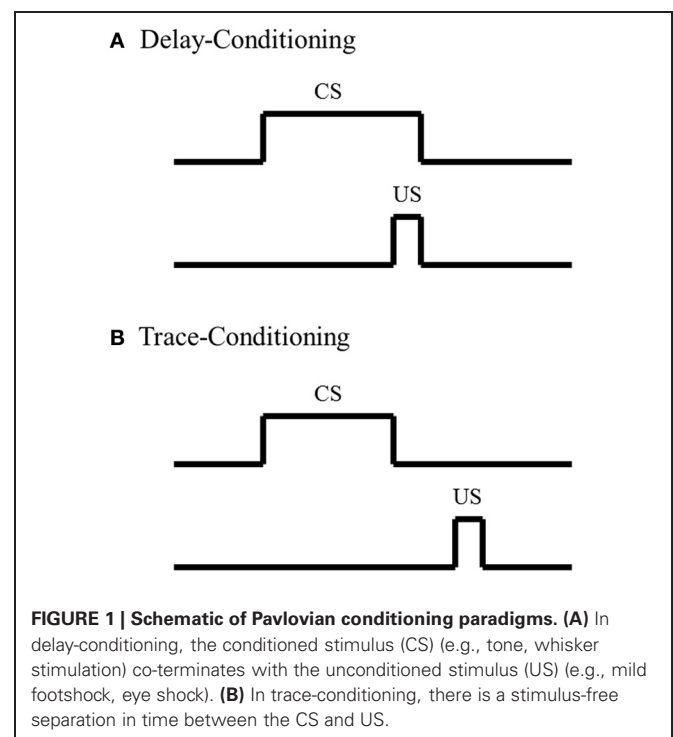 A Delay-Conditioning
CS
US
B Trace-Conditioning
CS
US
FIGURE 1 | Schematic of Pavlovian conditioning paradigms. (A) In
delay-conditioning, the conditioned stimulus (CS) (e.g., tone, whisker
stimulation) co-terminates with the unconditioned stimulus (US) (e.g., mild
footshock, eye shock). (B) In trace-conditioning, there is a stimulus-free
separation in time between the CS and US.